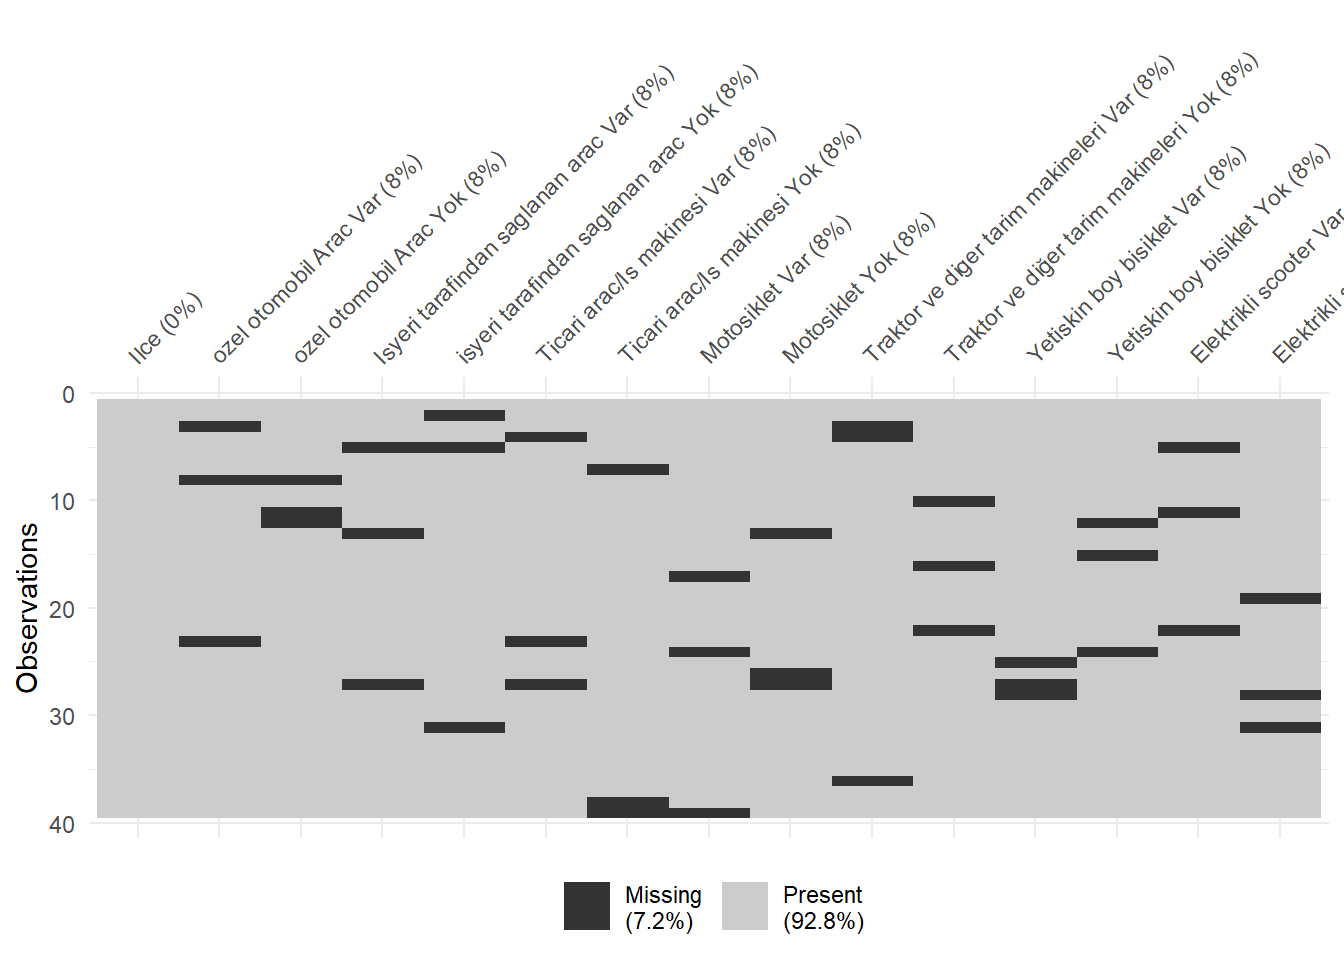 Ilce (0%)
ozel otomobil Arac Var (8%)
ozel otomobil Arac Yok (8%)
Isyeri tarafindan saglanan arac Var (8%)
isyeri tarafindan saglanan arac Yok (8%)
Ticari arac/Is makinesi Var (8%)
Ticari arac/Is makinesi Yok (8%)
Motosiklet Var (8%)
Motosiklet Yok (8%)
Traktor ve diger tarim makineleri Var (8%)
Traktor ve diğer tarim makineleri Yok (8%)
Yetiskin boy bisiklet Var (8%)
Yetiskin boy bisiklet Yok (8%)
Elektrikli scooter Var
Elektrikli
0
10
20
30
40
Observations
Missing
(7.2%)
Present
(92.8%)